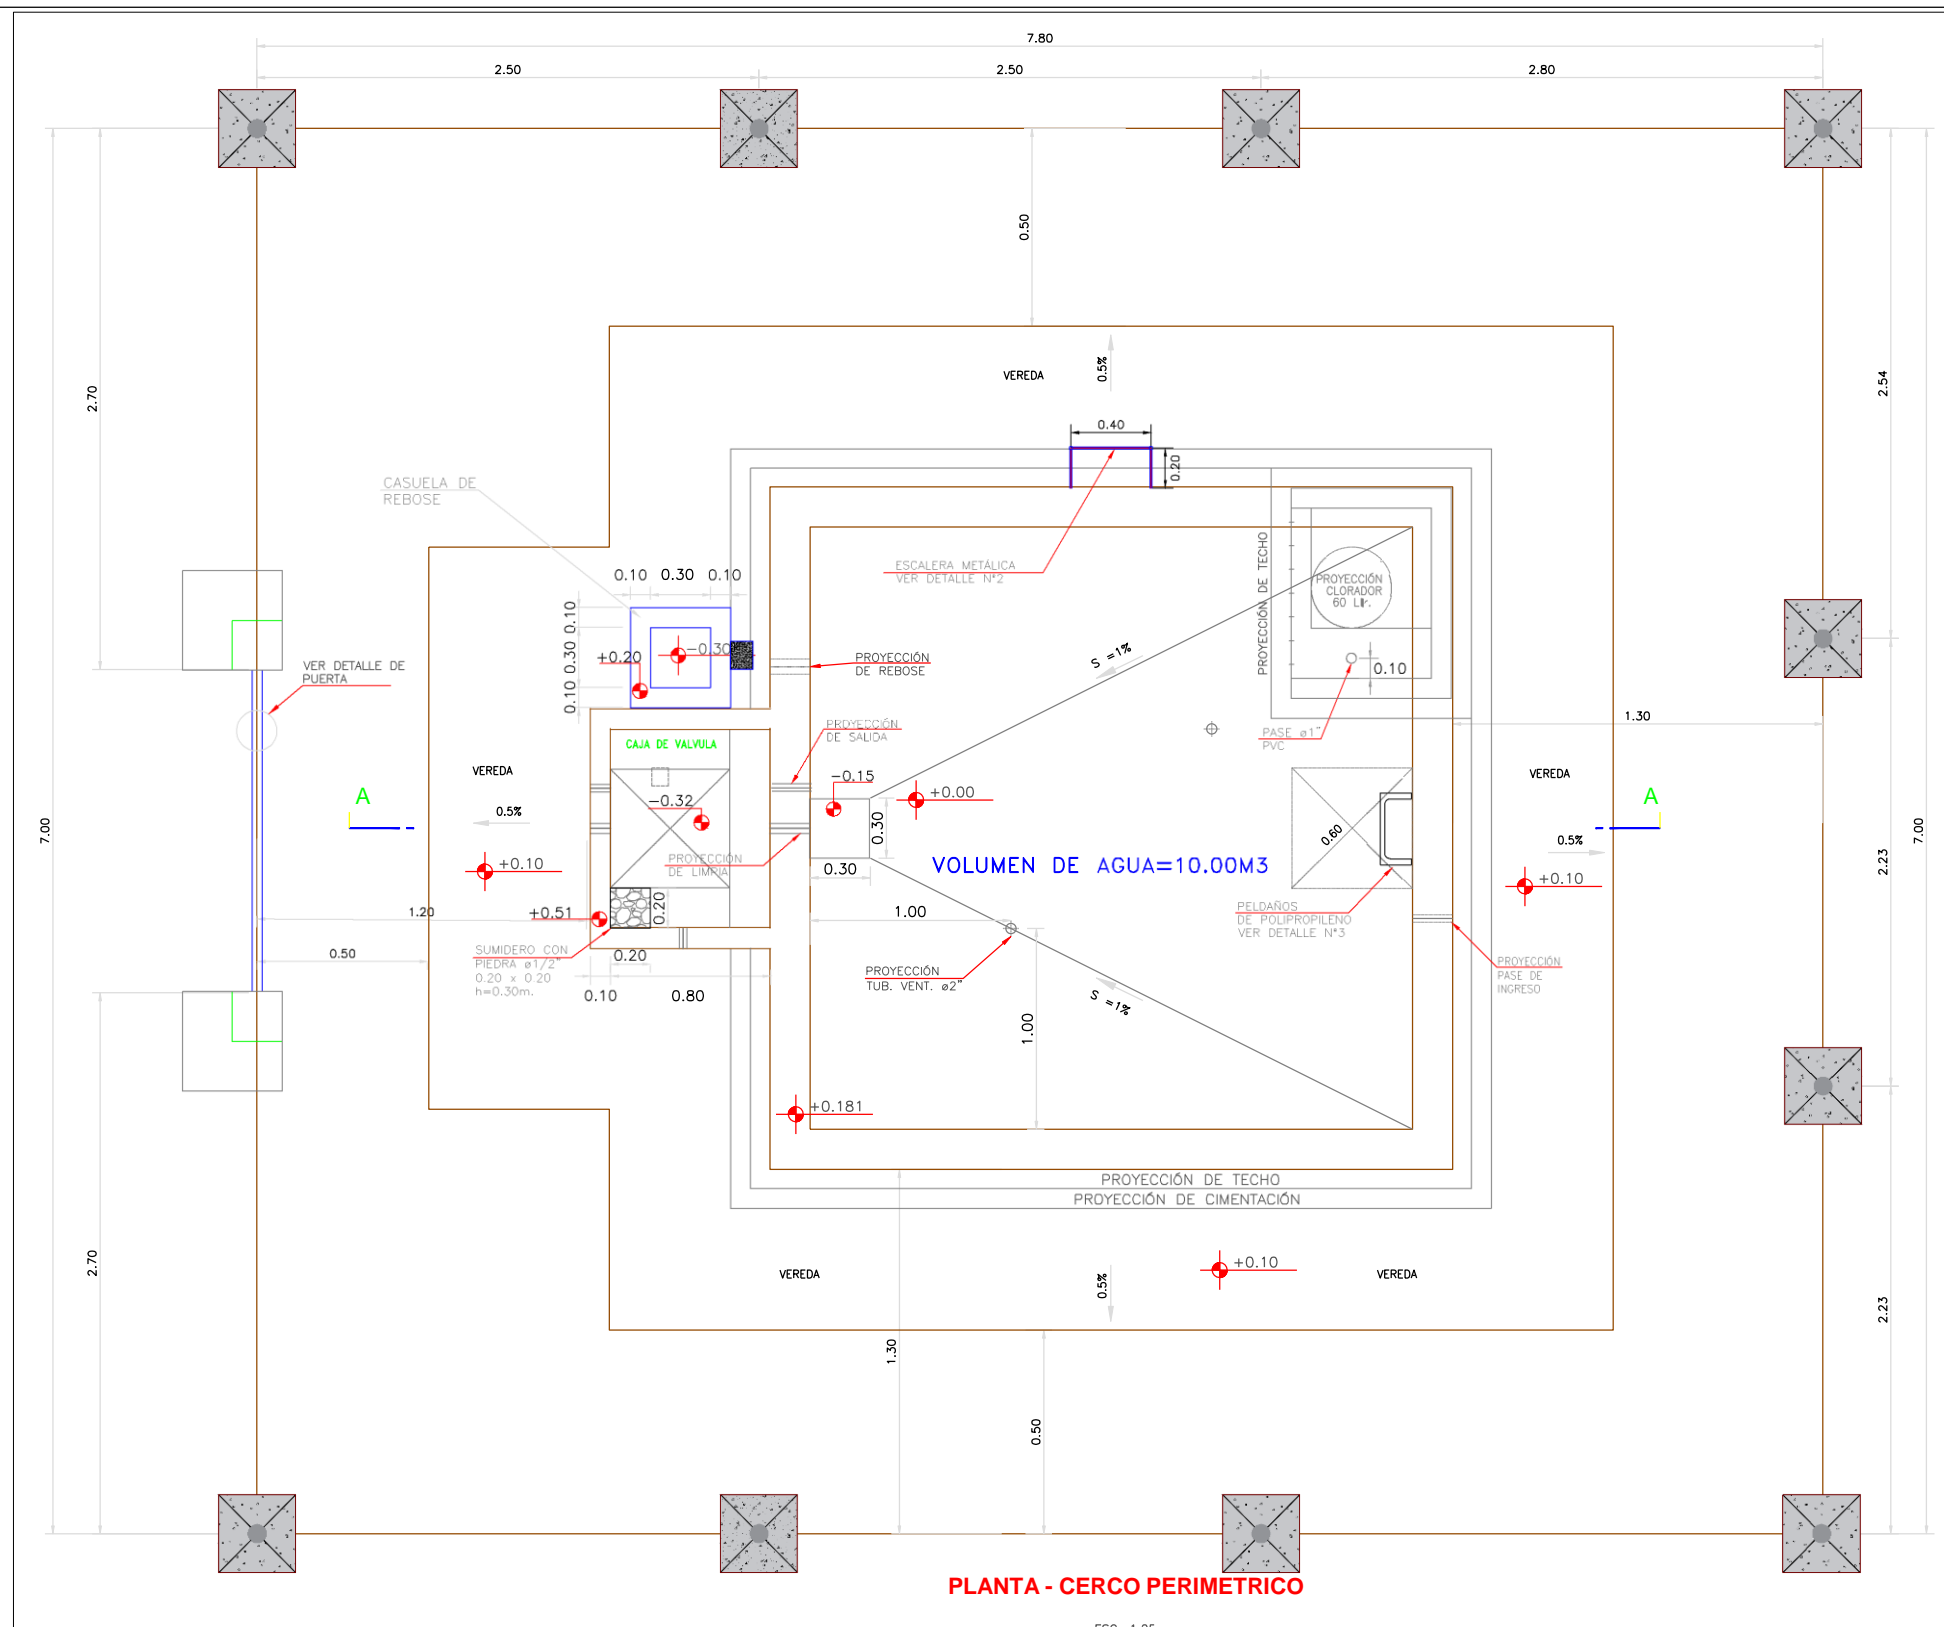 7.80
2.50
2.50
2.80
0.50
2.70
2.54
VEREDA
0.5%
0.40
0.20
CASUELA DE
REBOSE
ESCALERA METÁLICA
VER DETALLE N°2
PROYECCIÓN DE TECHO
PROYECCIÓN
CLORADOR
60 Ltr.
0.10
0.30
0.10
0.10
0.30
0.10
+0.20
-0.30
PROYECCIÓN
DE REBOSE
S =1%
0.10
VER DETALLE DE
PUERTA
PROYECCIÓN
DE SALIDA
PASE ø1"
PVC
1.30
CAJA DE VALVULA
VEREDA
VEREDA
-0.15
+0.00
-0.32
A
A
0.5%
0.5%
7.00
7.00
0.30
0.30
0.60
2.23
PROYECCIÓN
DE LIMPIA
VOLUMEN DE AGUA=10.00M3
+0.10
+0.10
+0.51
1.20
0.20
1.00
PELDAÑOS
DE POLIPROPILENO
VER DETALLE N°3
0.50
SUMIDERO CON
PIEDRA ø1/2"
0.20 x 0.20
h=0.30m.
0.20
0.10
0.80
PROYECCIÓN
TUB. VENT. ø2"
PROYECCIÓN
PASE DE
INGRESO
S =1%
1.00
+0.181
PROYECCIÓN DE TECHO
PROYECCIÓN DE CIMENTACIÓN
2.70
VEREDA
0.5%
+0.10
VEREDA
2.23
1.30
0.50
PLANTA - CERCO PERIMETRICO